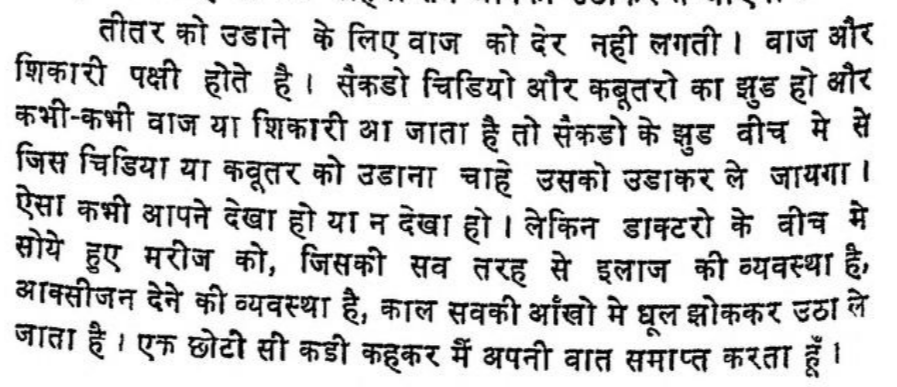 तीतर को उडाने के लिए वाज को देर नही लगती । वाज और
शिकारी पक्षी होते है । सैकडो चिडियो और कबूतरो का झुड हो और
कभी-कभी वाज या शिकारी आ जाता है तो सैकडो के झुड वीच मे से
जिस चिडिया या कवूतर को उडाना चाहे उसको उडाकर ले जायगा ।
ऐसा कभी आपने देखा हो या न देखा हो । लेकिन डाक्टरो के वीच मे
सोये हुए मरीज को, जिसकी सव तरह से इलाज की व्यवस्था है,
आक्सीजन देने की व्यवस्था है, काल सवकी आँखो मे धूल झोककर उठा ले
जाता है । एक छोटी सी कडी कहकर मैं अपनी वात समाप्त करता हूँ ।